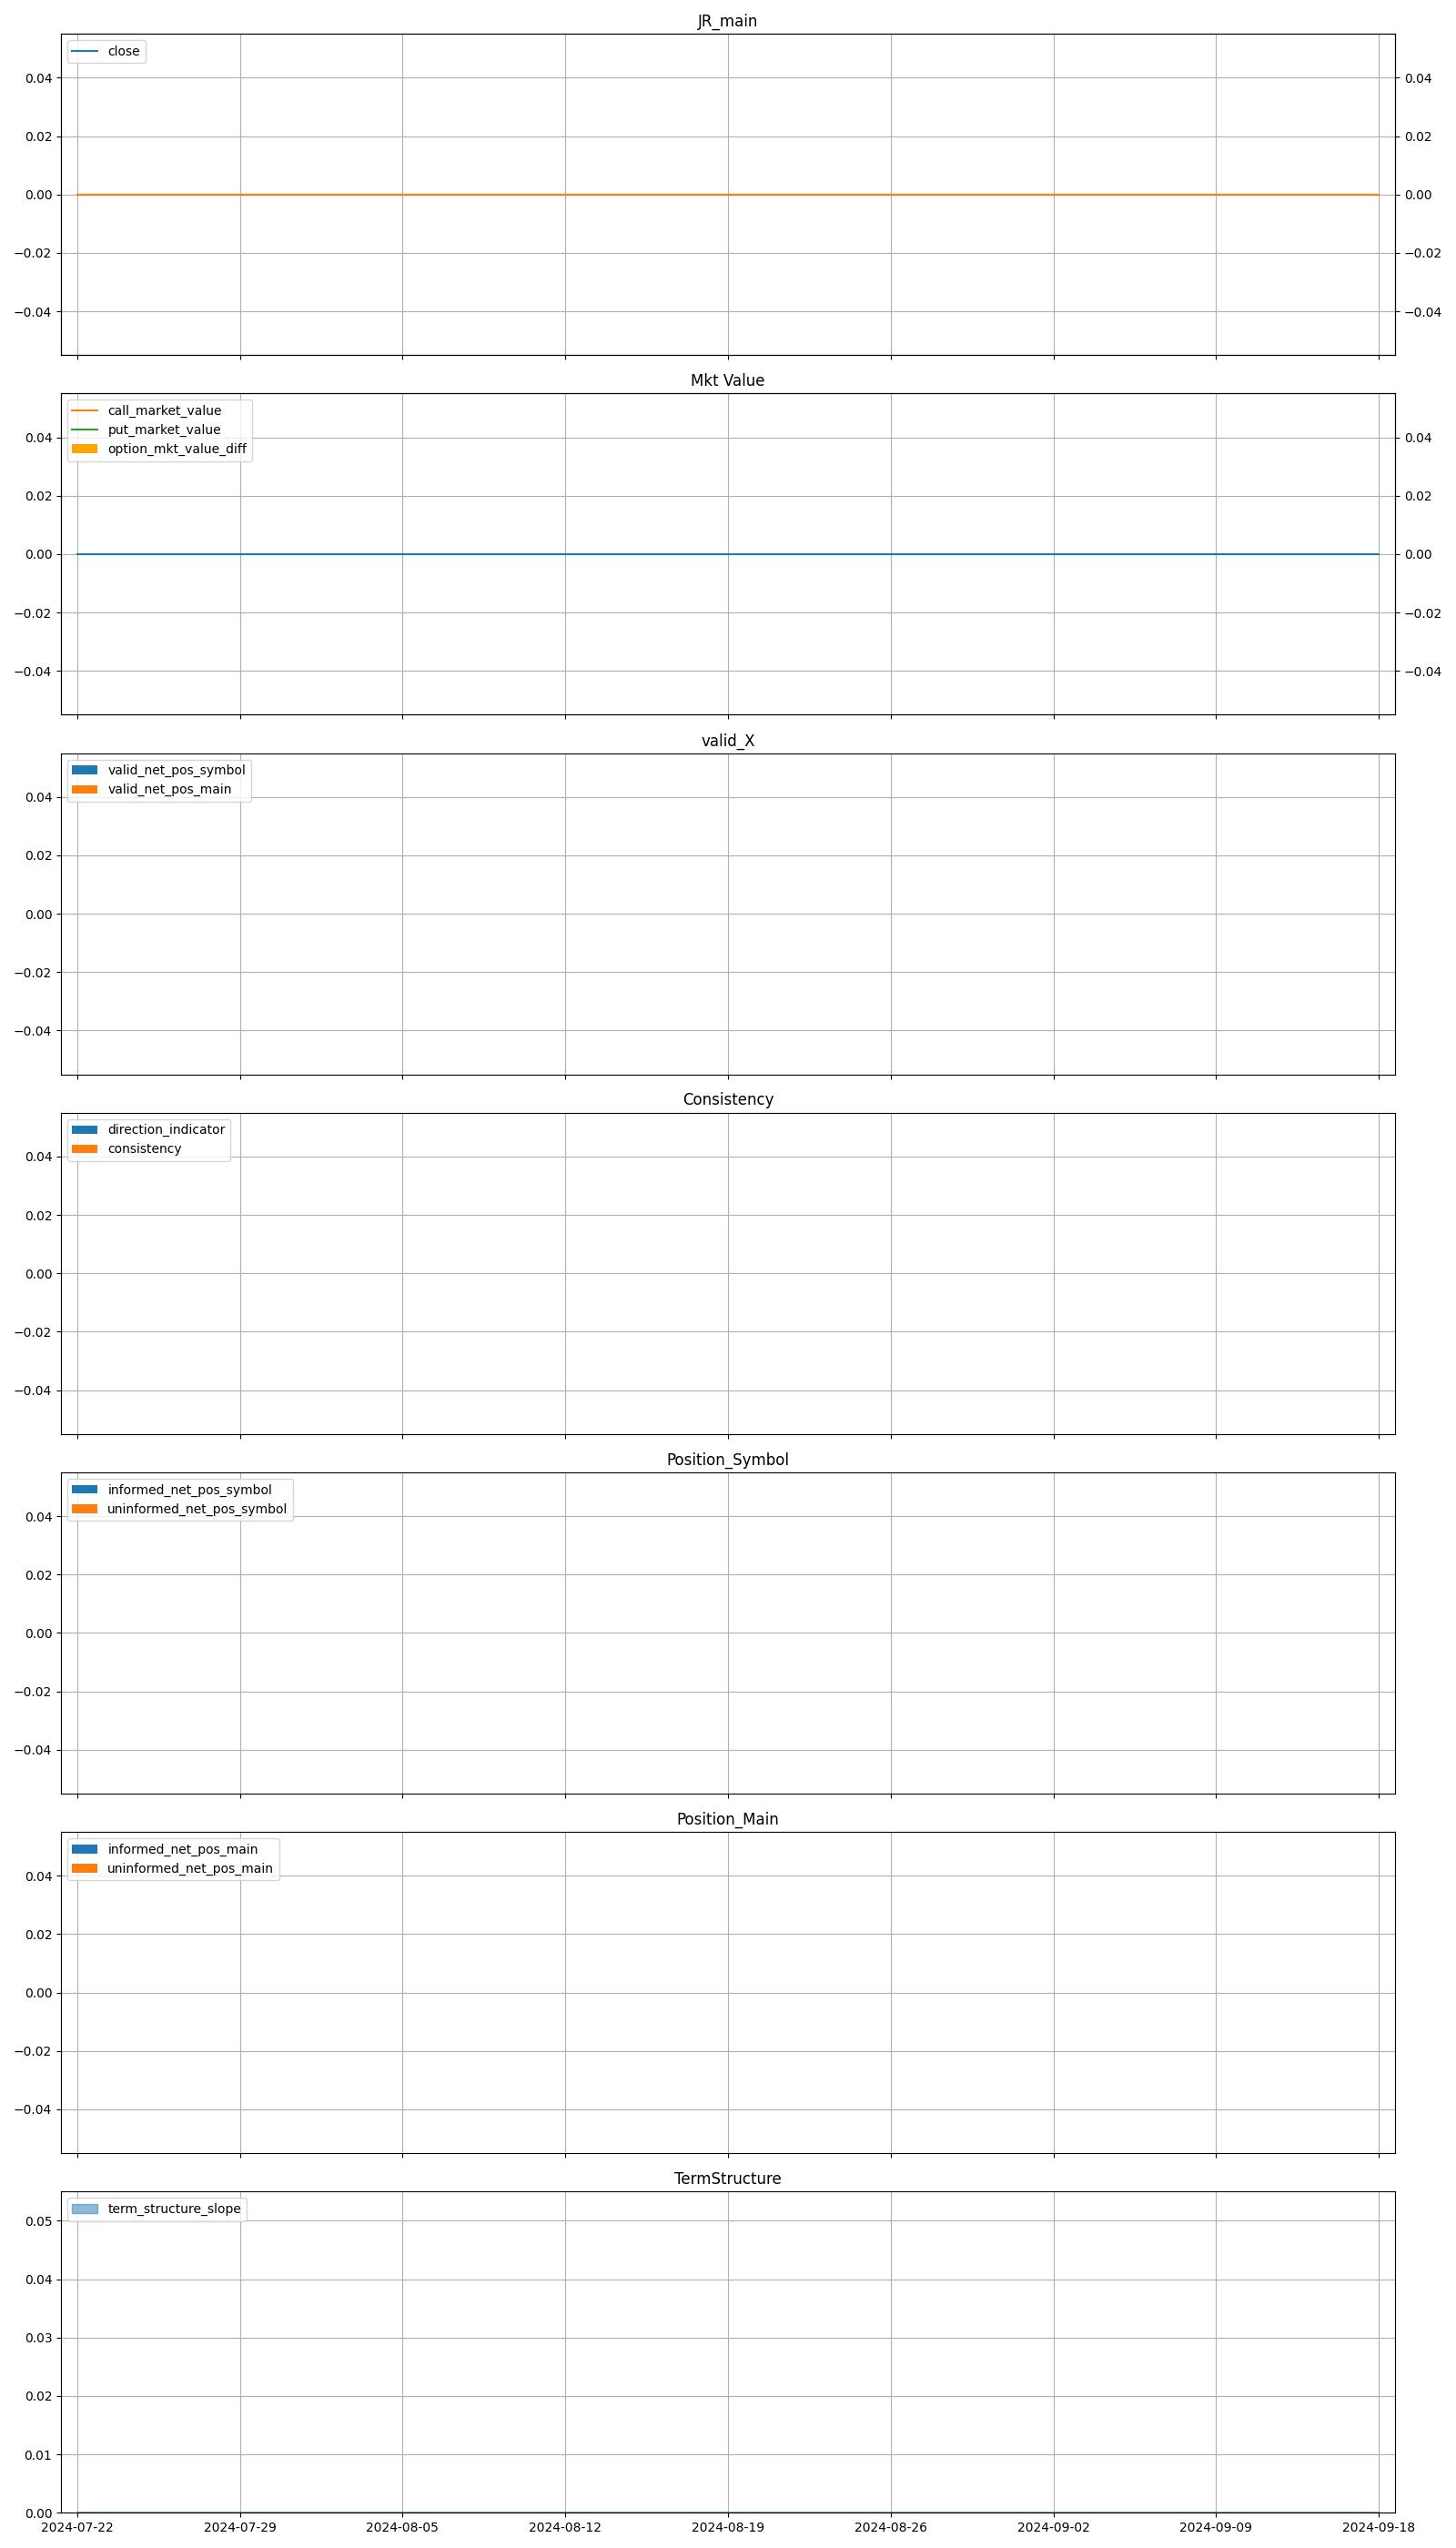 JR_main
close
0.04 0.04
0.02 0.02
0.00 0.00
−0.02 −0.02
−0.04 −0.04
Mkt Value
call_market_value
put_market_value
option_mkt_value_diff
0.04 0.04
0.02 0.02
0.00 0.00
−0.02 −0.02
−0.04 −0.04
valid_X
valid_net_pos_symbol
valid_net_pos_main
0.04
0.02
0.00
−0.02
−0.04
Consistency
direction_indicator
consistency
0.04
0.02
0.00
−0.02
−0.04
Position_Symbol
informed_net_pos_symbol
uninformed_net_pos_symbol
0.04
0.02
0.00
−0.02
−0.04
Position_Main
informed_net_pos_main
uninformed_net_pos_main
0.04
0.02
0.00
−0.02
−0.04
TermStructure
term_structure_slope
0.05
0.04
0.03
0.02
0.01
0.00
2024-07-22 2024-07-29 2024-08-05 2024-08-12 2024-08-19 2024-08-26 2024-09-02 2024-09-09 2024-09-18